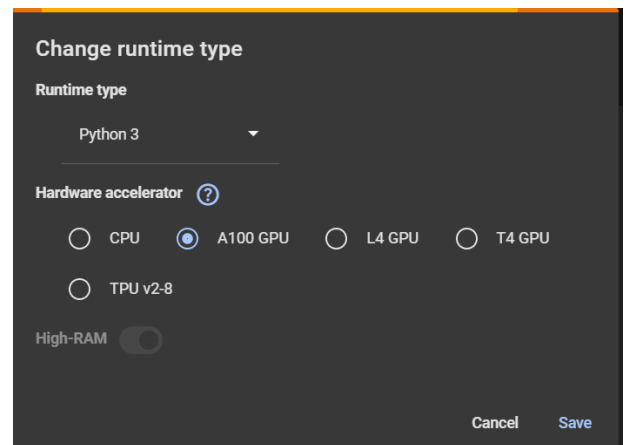 Change runtime type
Runtime type
Python 3
Hardware accelerator ?
CPU A100 GPU L4 GPU T4 GPU
TPU v2-8
High-RAM
Cancel Save